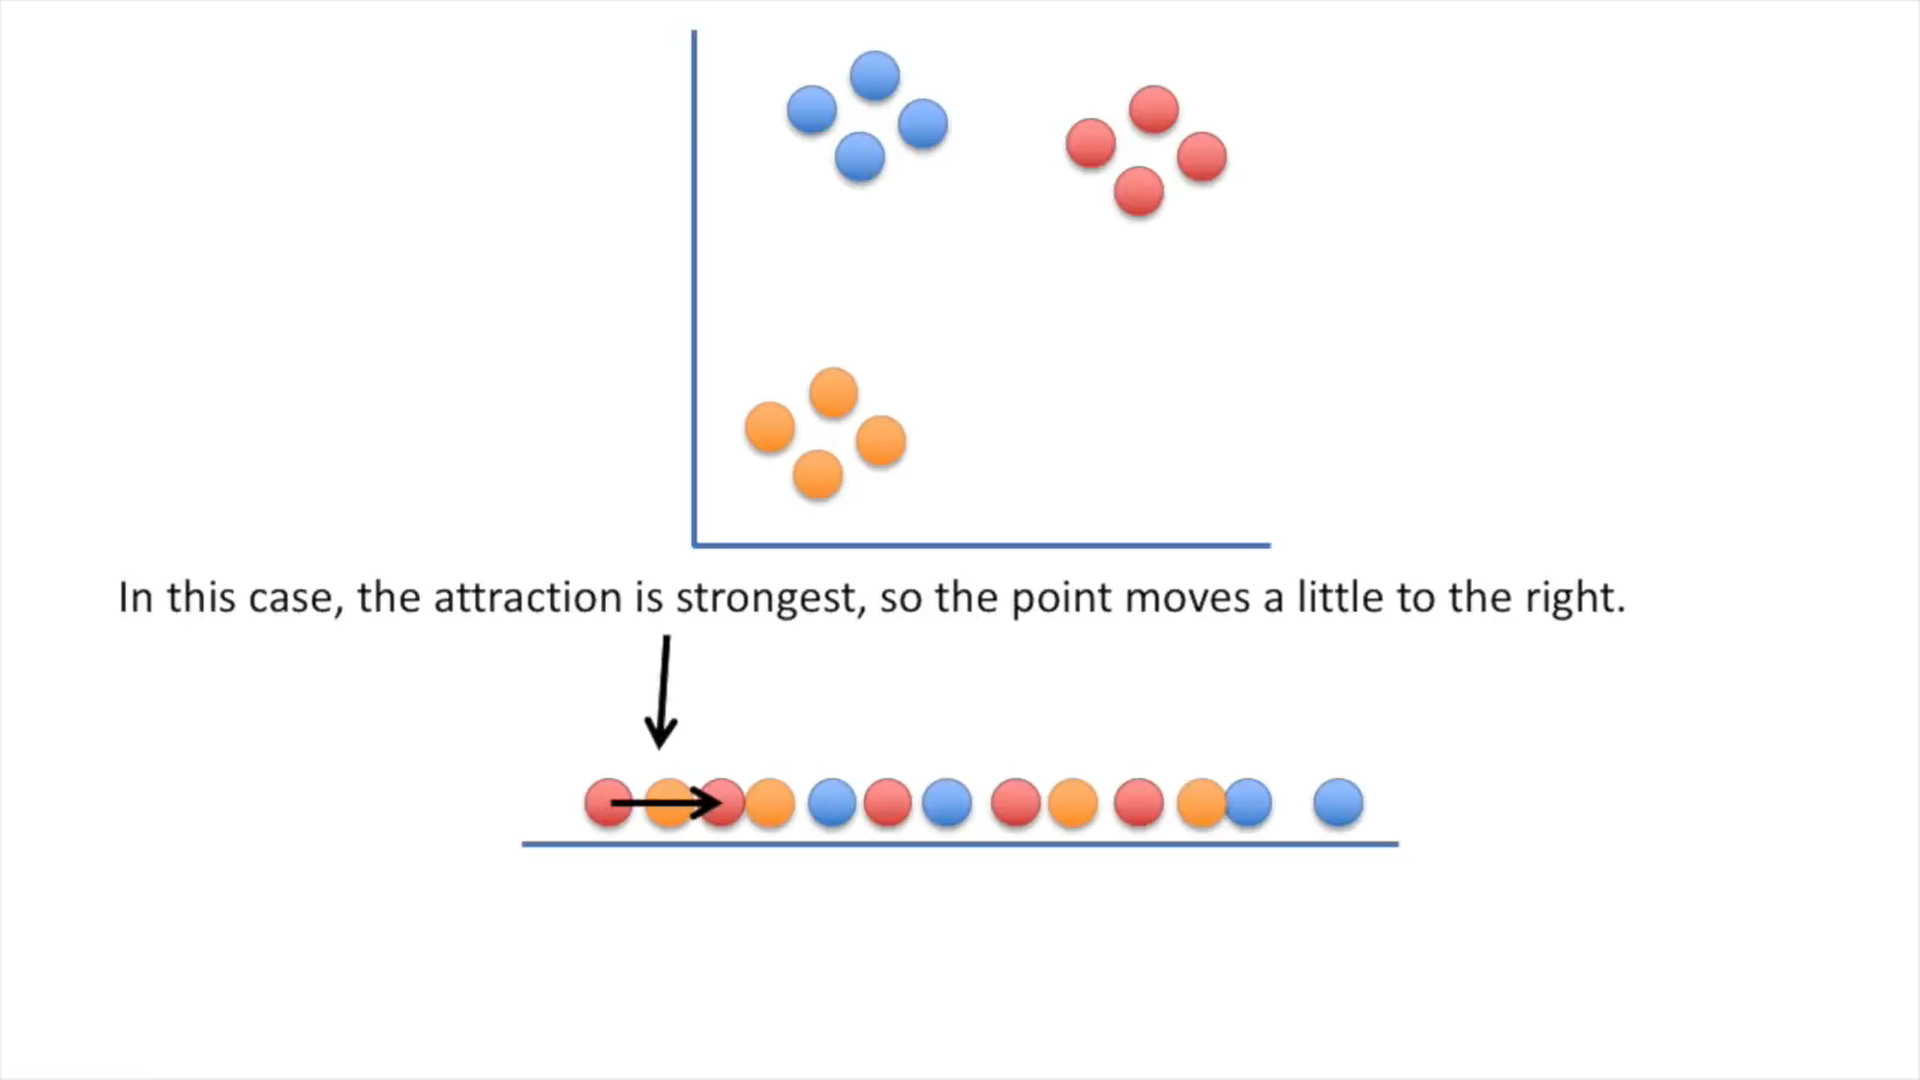 In this case, the attraction is strongest, so the point moves a little to the right.